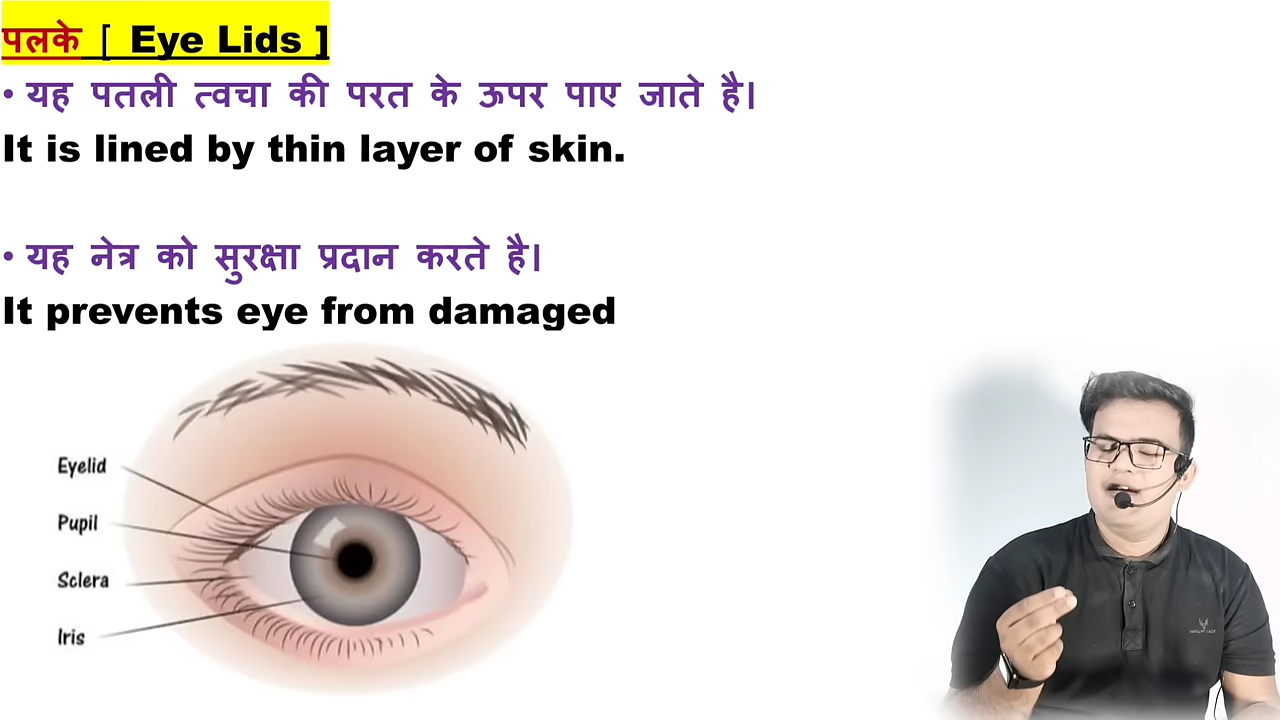 पलके [ Eye Lids ]
• यह पतली त्वचा की परत के ऊपर पाए जाते है।
It is lined by thin layer of skin.
• यह नेत्र को सुरक्षा प्रदान करते है।
It prevents eye from damaged
Eyelid
Pupil
Sclera
Iris